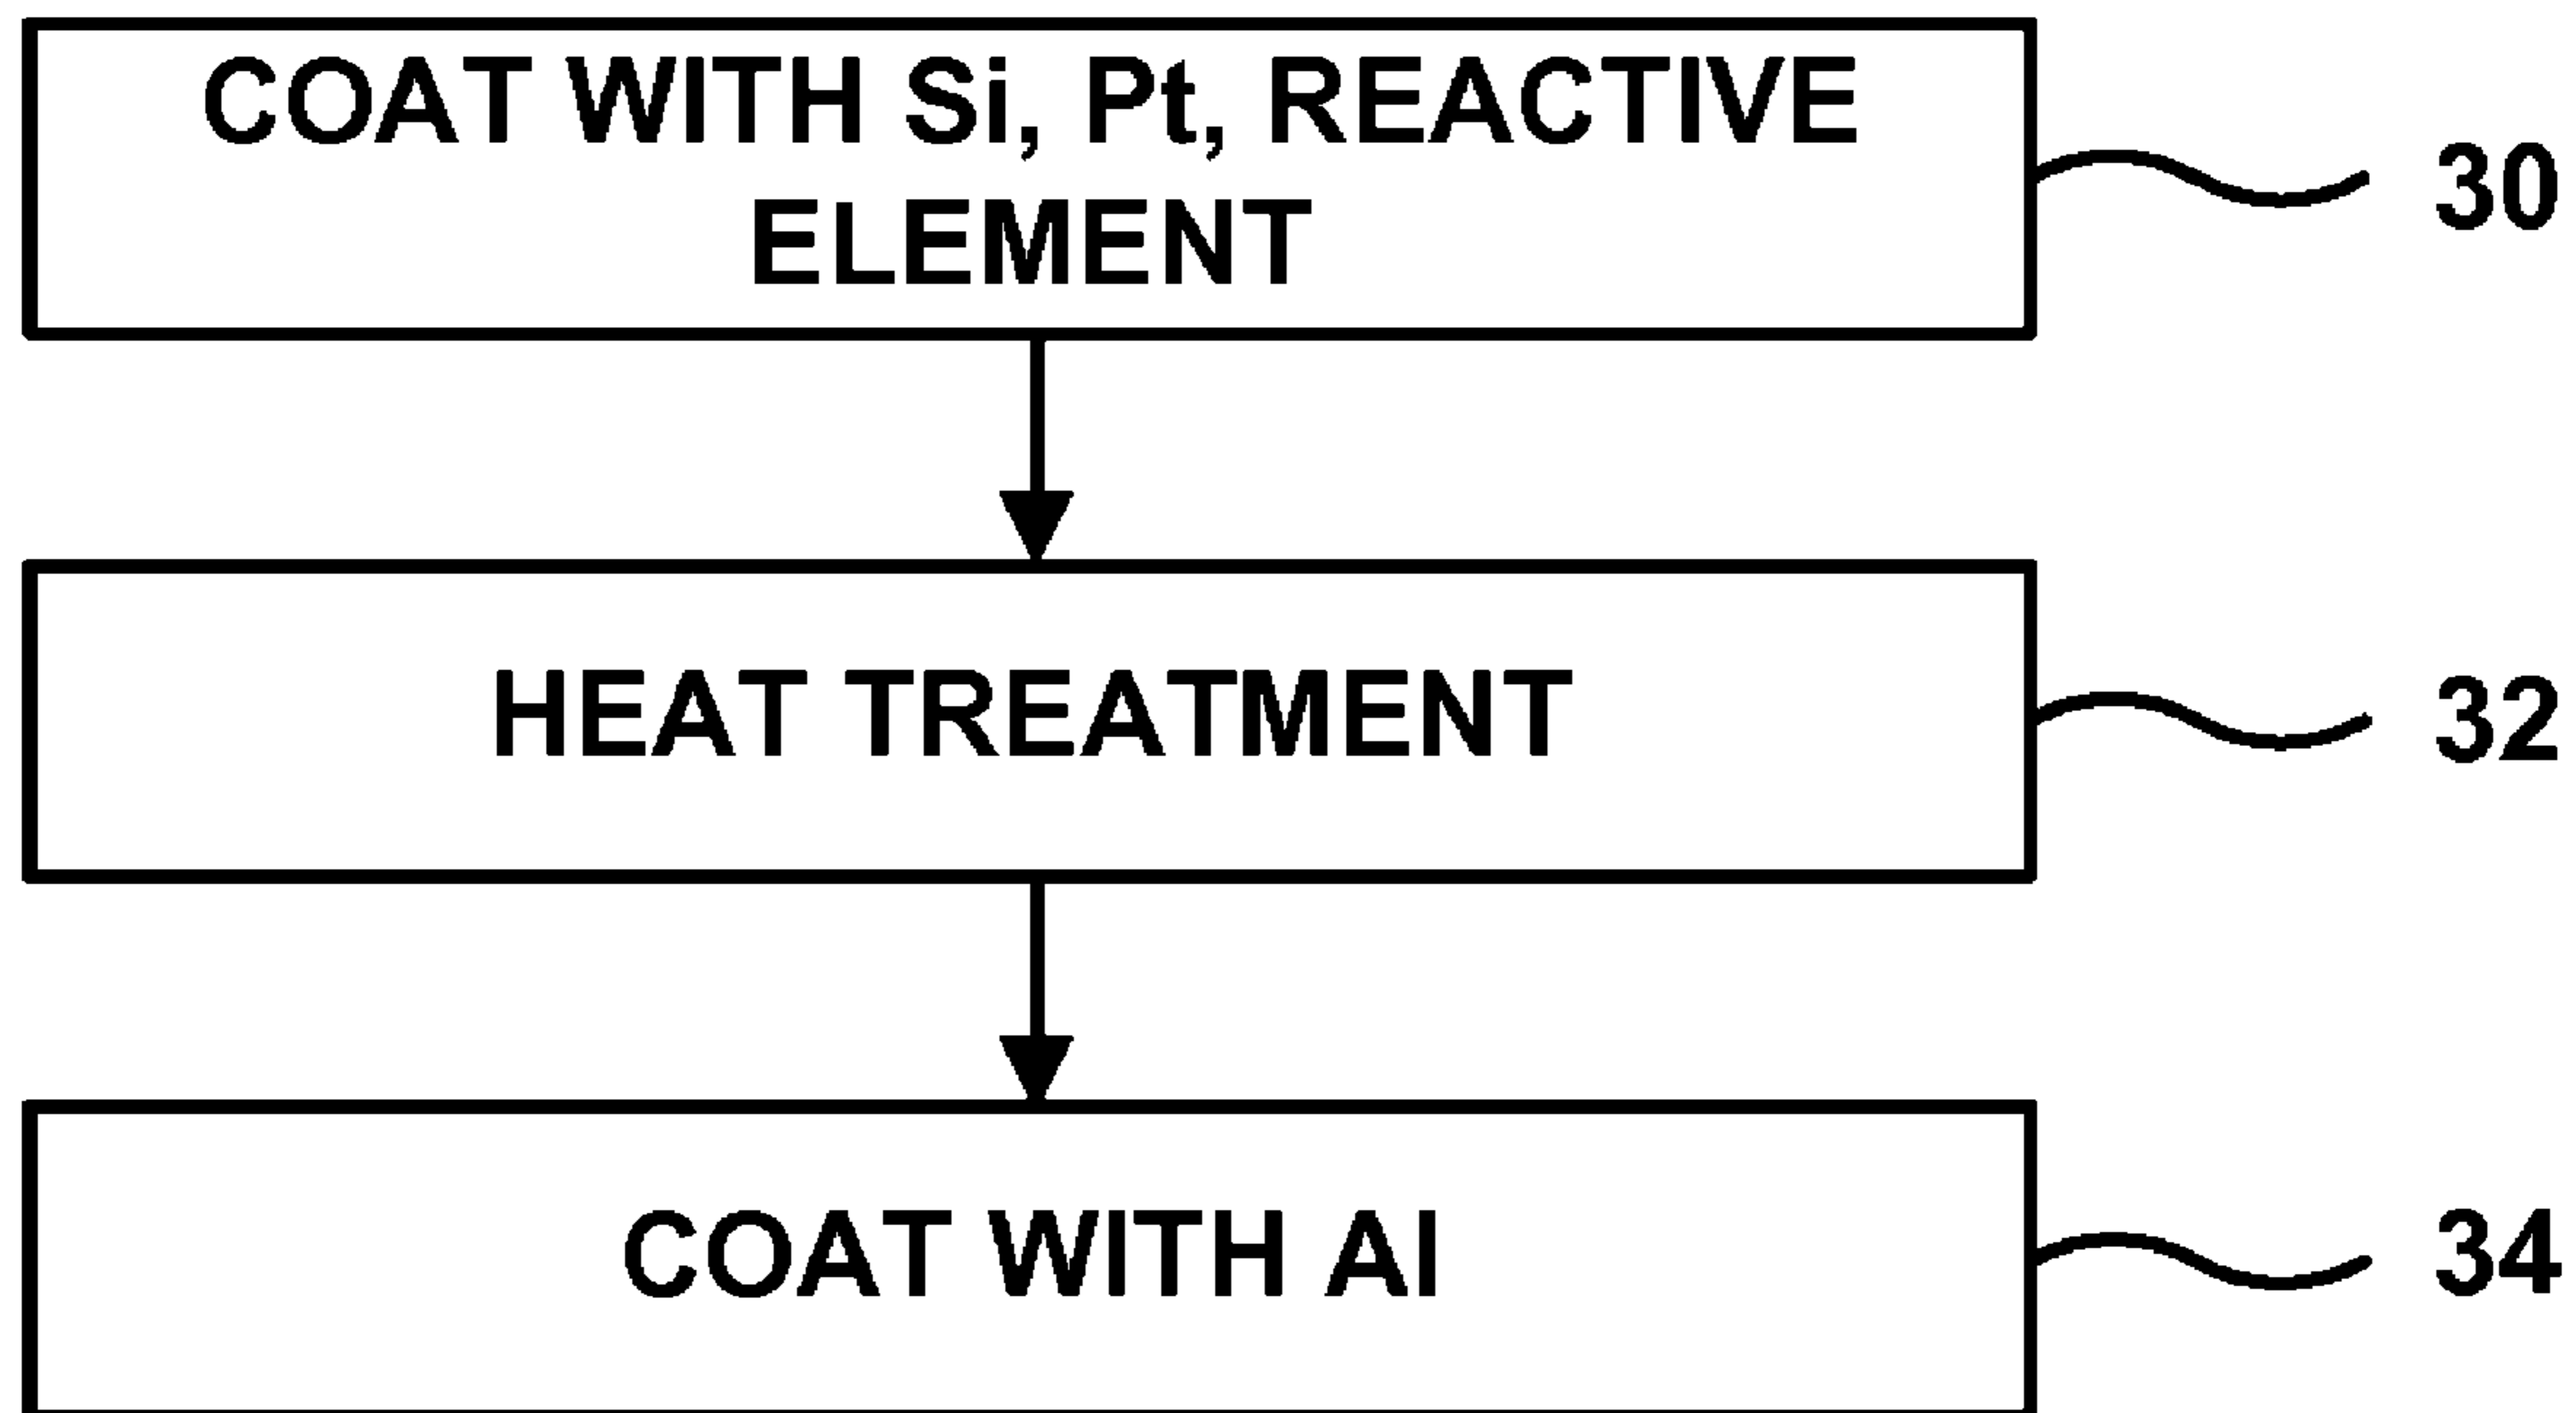 COAT WITH Si, Pt, REACTIVE
ELEMENT
30
HEAT TREATMENT
32
COAT WITH Al
34